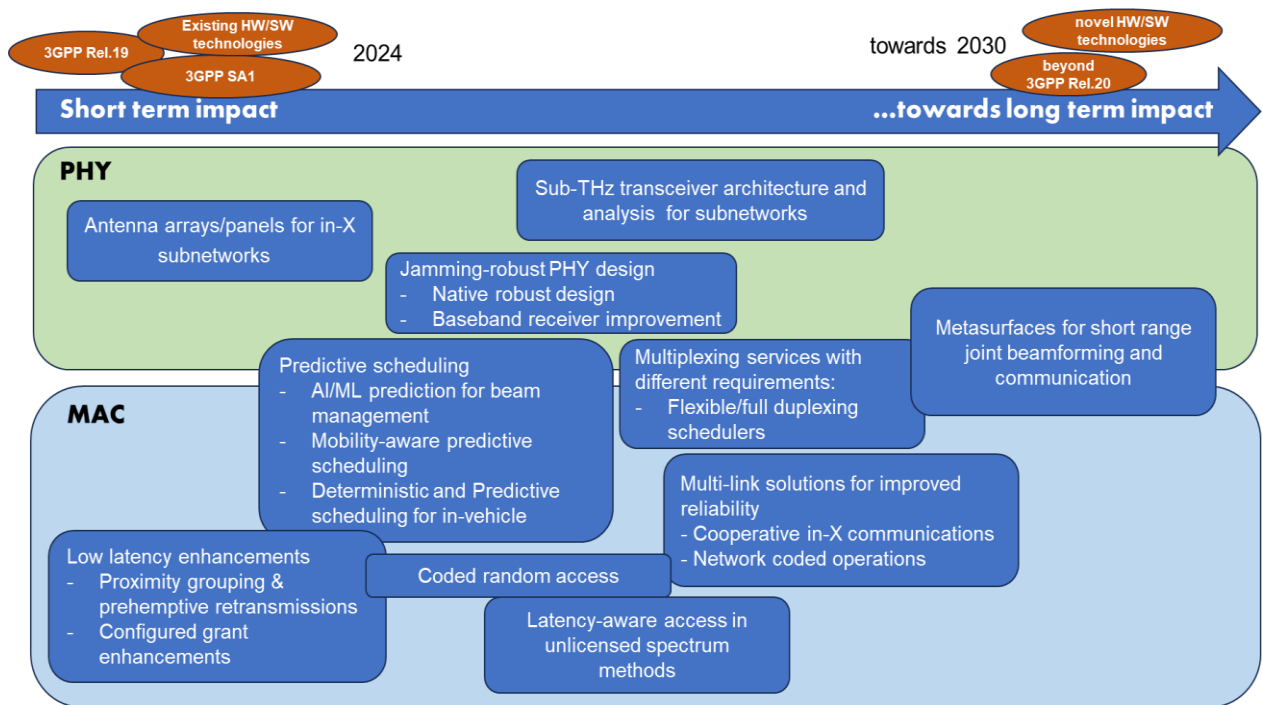 Existing HW/SW
technologies
3GPP Rel.19
3GPP SA1
2024
towards 2030
novel HW/SW
technologies
beyond
3GPP Rel.20
Short term impact
...towards long term impact
PHY
Antenna arrays/panels for in-X
subnetworks
Sub-THz transceiver architecture and
analysis for subnetworks
Jamming-robust PHY design
- Native robust design
- Baseband receiver improvement
Metasurfaces for short range
joint beamforming and
communication
Predictive scheduling
- AI/ML prediction for beam
management
- Mobility-aware predictive
scheduling
- Deterministic and Predictive
scheduling for in-vehicle
Multiplexing services with
different requirements:
- Flexible/full duplexing
schedulers
MAC
Multi-link solutions for improved
reliability
- Cooperative in-X communications
- Network coded operations
Low latency enhancements
- Proximity grouping &
prehemptive retransmissions
- Configured grant
enhancements
Coded random access
Latency-aware access in
unlicensed spectrum
methods